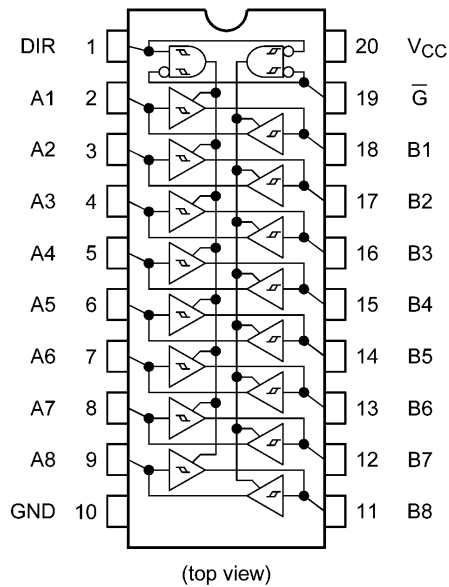 DIR 1 20 VCC
A1 2 19 G̅
A2 3 18 B1
A3 4 17 B2
A4 5 16 B3
A5 6 15 B4
A6 7 14 B5
A7 8 13 B6
A8 9 12 B7
GND 10 11 B8
(top view)